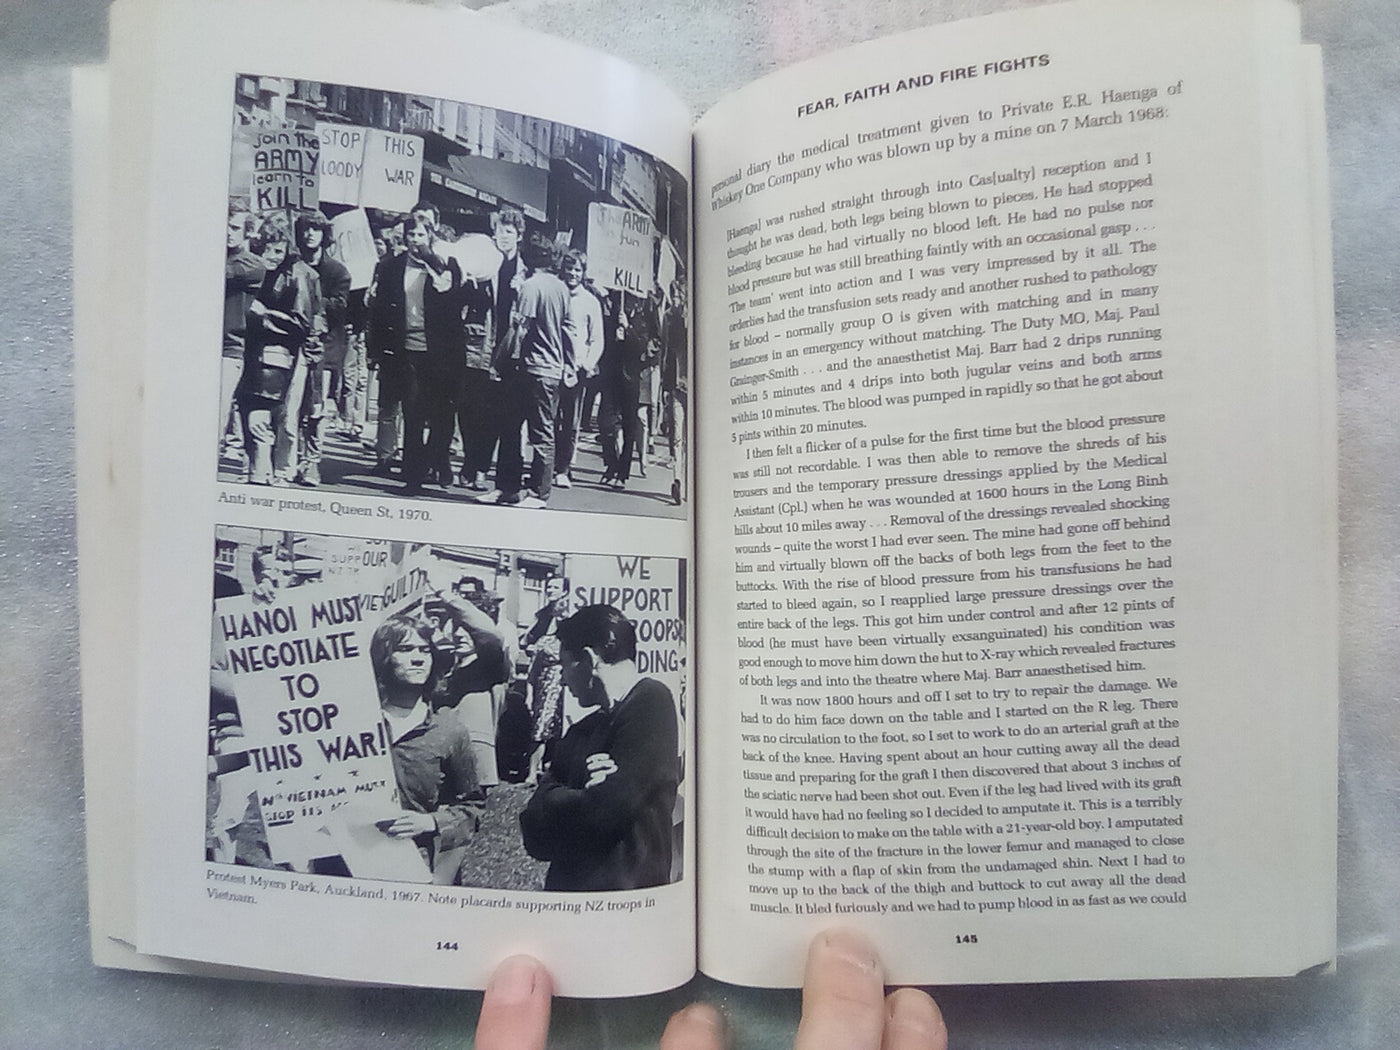 Join the
ARMY
learn to
KILL
STOP
LOODY
THIS
WAR
ARMY
KILL
Anti war protest, Queen St, 1970.
SUPP OUR
HANOI MUST
NEGOTIATE
TO
STOP
THIS WAR!
VIE GUILTY
VIETNAM MUST
STOP ITS
WE
SUPPORT
ROOPS
DING
Protest Myers Park, Auckland, 1967. Note placards supporting NZ troops in
Vietnam.
144
FEAR, FAITH AND FIRE FIGHTS
personal diary the medical treatment given to Private E.R. Haenga of
Whiskey One Company who was blown up by a mine on 7 March 1968:
[Haenga] was rushed straight through into Cas[ualty] reception and I
thought he was dead, both legs being blown to pieces. He had stopped
bleeding because he had virtually no blood left. He had no pulse nor
blood pressure but was still breathing faintly with an occasional gasp . . .
The team' went into action and I was very impressed by it all. The
orderlies had the transfusion sets ready and another rushed to pathology
for blood – normally group O is given with matching and in many
instances in an emergency without matching. The Duty MO, Maj. Paul
Grainger-Smith . . . and the anaesthetist Maj. Barr had 2 drips running
within 5 minutes and 4 drips into both jugular veins and both arms
within 10 minutes. The blood was pumped in rapidly so that he got about
5 pints within 20 minutes.
I then felt a flicker of a pulse for the first time but the blood pressure
was still not recordable. I was then able to remove the shreds of his
trousers and the temporary pressure dressings applied by the Medical
Assistant (Cpl.) when he was wounded at 1600 hours in the Long Binh
hills about 10 miles away . . . Removal of the dressings revealed shocking
wounds – quite the worst I had ever seen. The mine had gone off behind
him and virtually blown off the backs of both legs from the feet to the
buttocks. With the rise of blood pressure from his transfusions he had
started to bleed again, so I reapplied large pressure dressings over the
entire back of the legs. This got him under control and after 12 pints of
blood (he must have been virtually exsanguinated) his condition was
good enough to move him down the hut to X-ray which revealed fractures
of both legs and into the theatre where Maj. Barr anaesthetised him.
It was now 1800 hours and off I set to try to repair the damage. We
had to do him face down on the table and I started on the R leg. There
was no circulation to the foot, so I set to work to do an arterial graft at the
back of the knee. Having spent about an hour cutting away all the dead
tissue and preparing for the graft I then discovered that about 3 inches of
the sciatic nerve had been shot out. Even if the leg had lived with its graft
it would have had no feeling so I decided to amputate it. This is a terribly
difficult decision to make on the table with a 21-year-old boy. I amputated
through the site of the fracture in the lower femur and managed to close
the stump with a flap of skin from the undamaged shin. Next I had to
move up to the back of the thigh and buttock to cut away all the dead
muscle. It bled furiously and we had to pump blood in as fast as we could
145